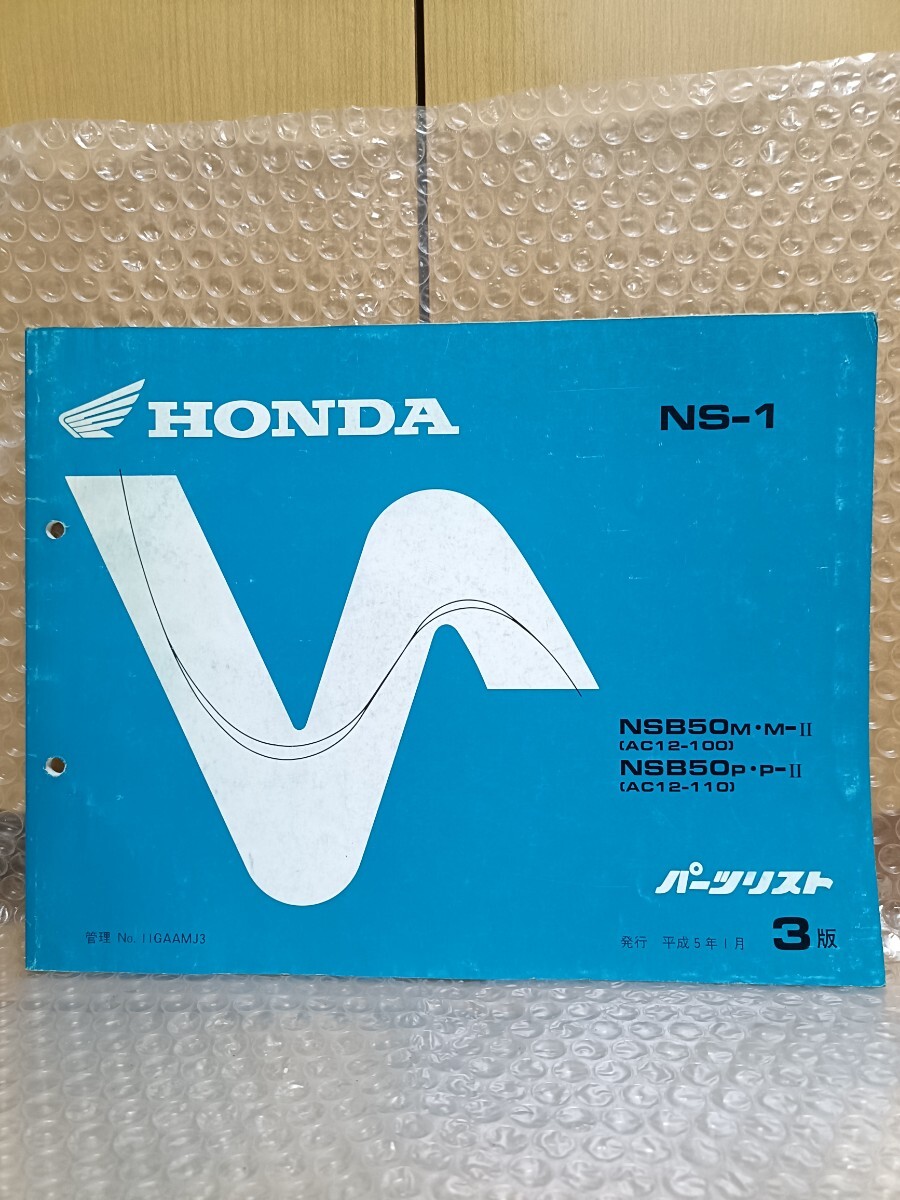 HONDA
NS-1
NSB50M・M-II
(AC12-100)
NSB50P・P-II
(AC12-110)
パーツリスト
管理 No. 11GAAMJ3
発行 平成5年1月 3版